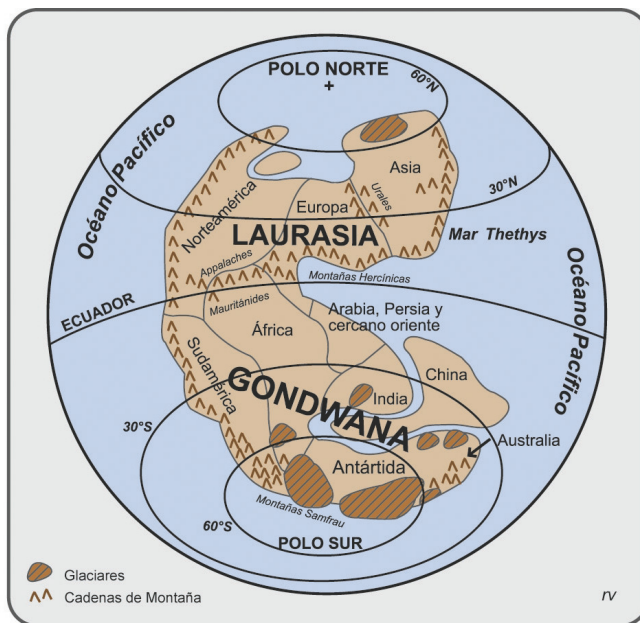 POLO NORTE
60°N
Océano Pacífico
Asia
30°N
Norteamérica
Europa
Urales
LAURASIA
Mar Thethys
Appalaches
Montañas Hercínicas
Océano Pacífico
ECUADOR
Mauritánides
Arabia, Persia y
cercano oriente
África
Sudamérica
China
GONDWANA
India
30°S
Australia
Antártida
Montañas Samfrau
60°S
POLO SUR
Glaciares
Cadenas de Montaña
rv